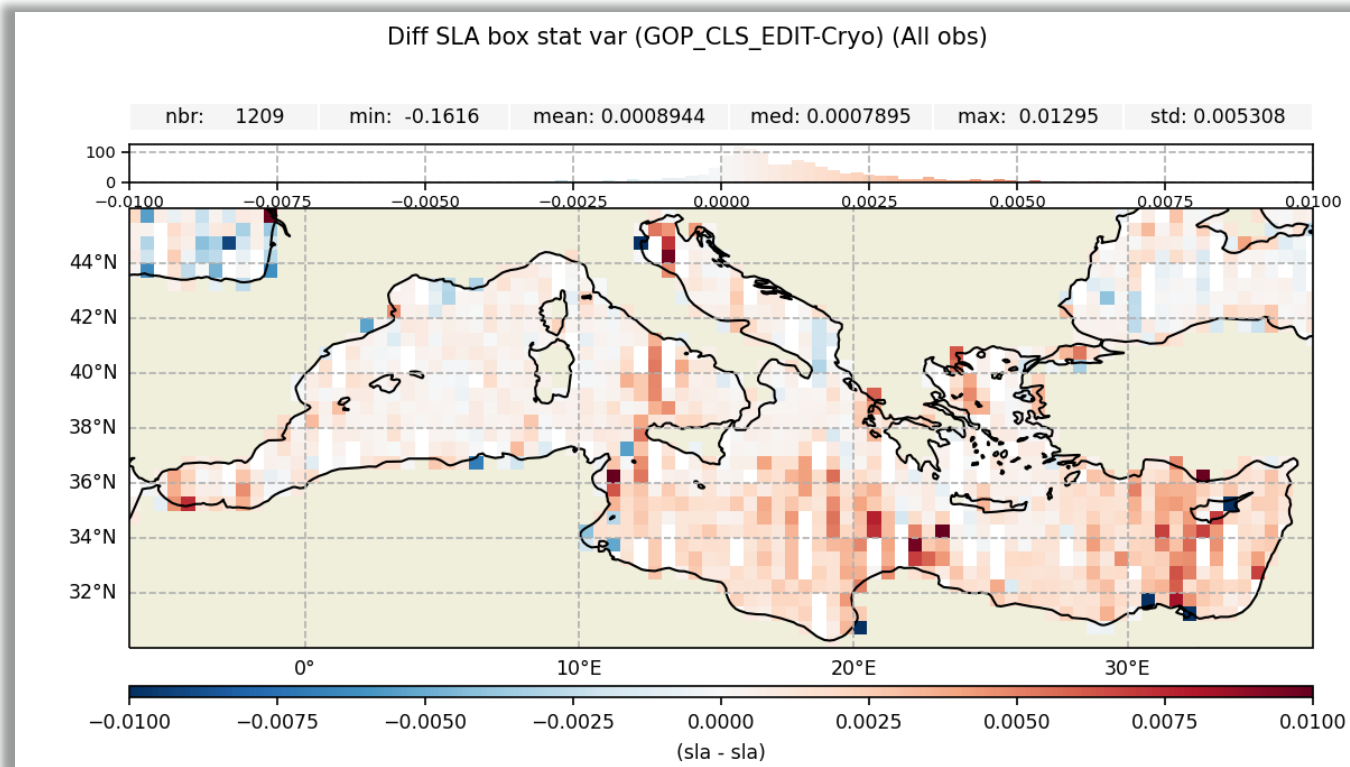 Diff SLA box stat var (GOP_CLS_EDIT-Cryo) (All obs)
nbr: 1209 min: -0.1616 mean: 0.0008944 med: 0.0007895 max: 0.01295 std: 0.005308
100
0
−0.0100 −0.0075 −0.0050 −0.0025 0.0000 0.0025 0.0050 0.0075 0.0100
44°N
42°N
40°N
38°N
36°N
34°N
32°N
0° 10°E 20°E 30°E
−0.0100 −0.0075 −0.0050 −0.0025 0.0000 0.0025 0.0050 0.0075 0.0100
(sla - sla)